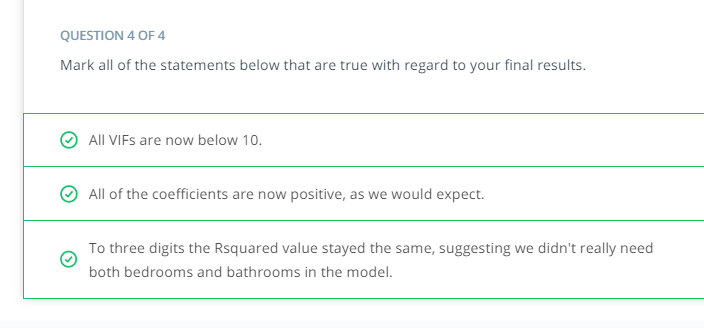 QUESTION 4 OF 4
Mark all of the statements below that are true with regard to your final results.
All VIFs are now below 10.
All of the coefficients are now positive, as we would expect.
To three digits the Rsquared value stayed the same, suggesting we didn't really need
both bedrooms and bathrooms in the model.